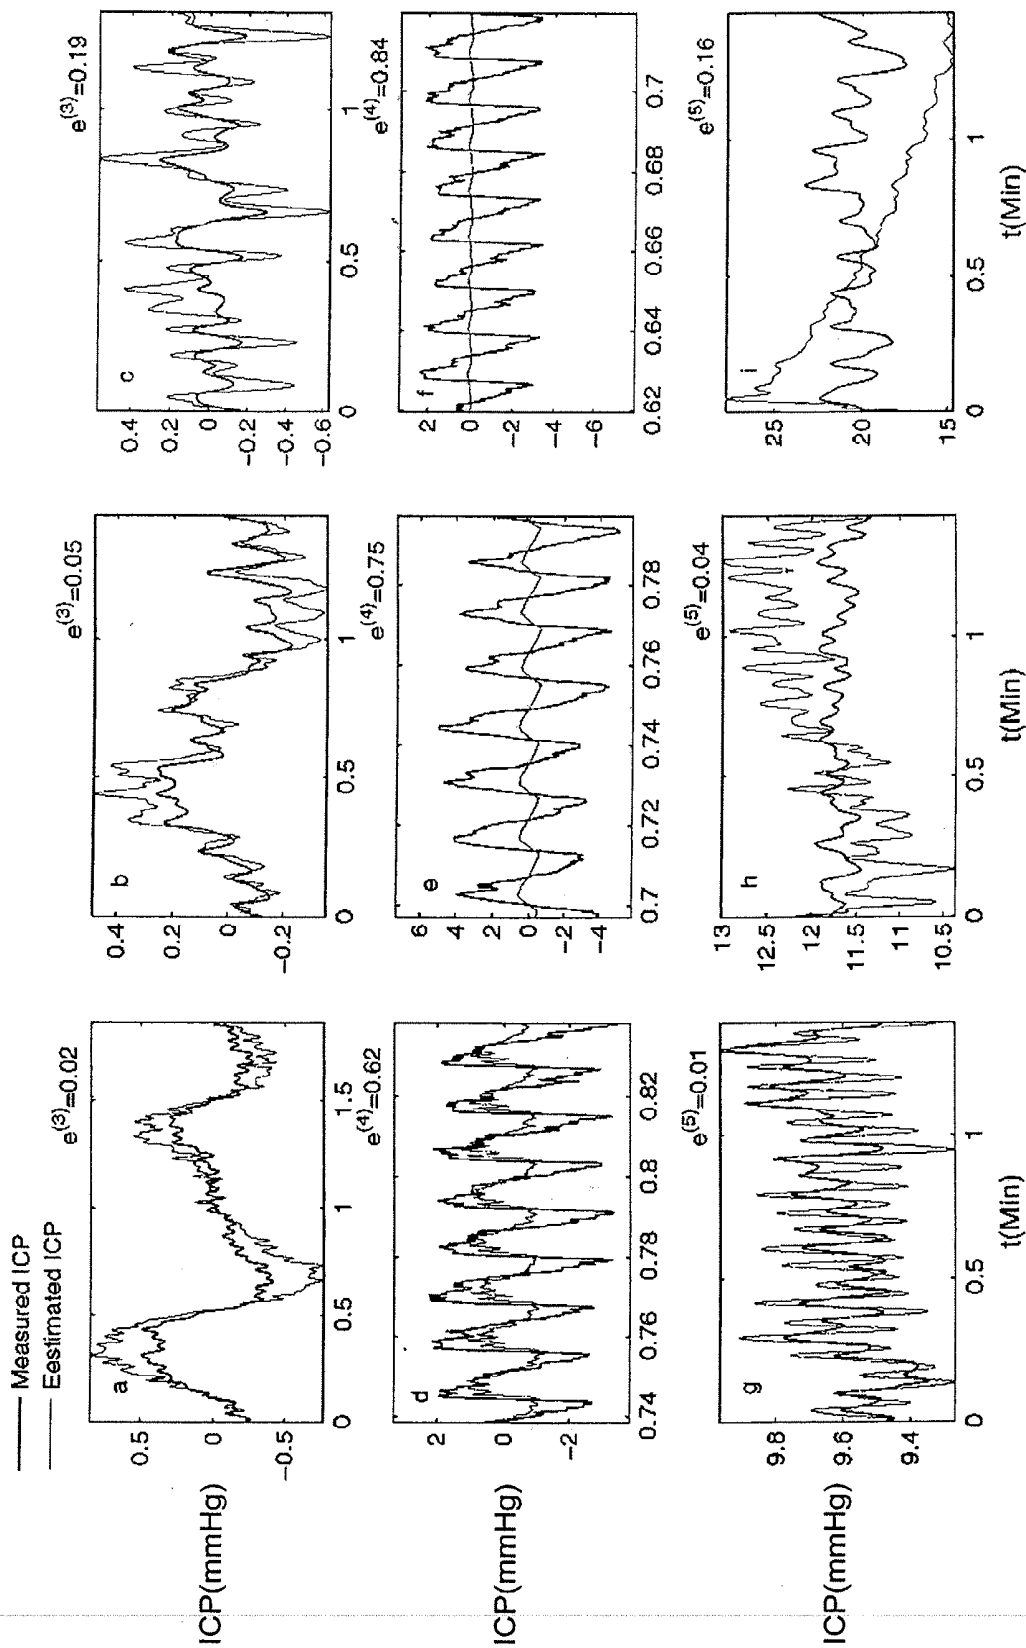 Measured ICP
Eestimated ICP
e(3)=0.02
a
0.5
0
−0.5
0
0.5
1
1.5
ICP(mmHg)
e(3)=0.05
b
0.4
0.2
0
−0.2
0
0.5
1
e(3)=0.19
c
0.4
0.2
0
−0.2
−0.4
−0.6
0
0.5
1
e(4)=0.62
d
2
0
−2
0.74
0.76
0.78
0.8
0.82
ICP(mmHg)
e(4)=0.75
e
6
4
2
0
−2
−4
0.7
0.72
0.74
0.76
0.78
e(4)=0.84
f
2
0
−2
−4
−6
0.62
0.64
0.66
0.68
0.7
e(5)=0.01
g
9.8
9.6
9.4
0
0.5
1
ICP(mmHg)
t(Min)
e(5)=0.04
h
13
12.5
12
11.5
11
10.5
0
0.5
1
t(Min)
e(5)=0.16
i
25
20
15
0
0.5
1
t(Min)